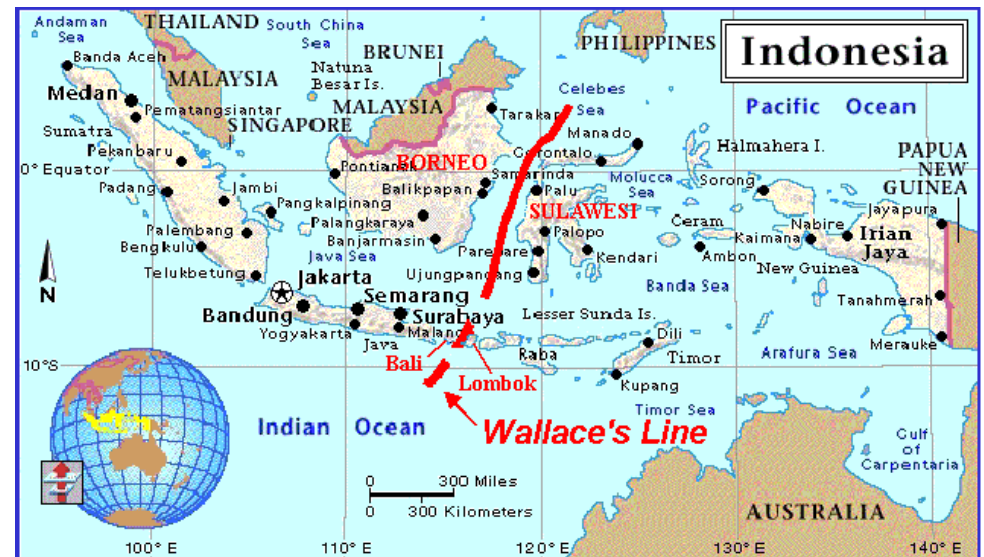 Indonesia
Andaman
Sea
THAILAND
South China
Sea
PHILIPPINES
BRUNEI
Banda Aceh
Natuna
Besar Is.
MALAYSIA
Celebes
Sea
Pacific Ocean
Medan
Pematangsiantar
MALAYSIA
Tarakan
Sumatra
SINGAPORE
Manado
Halmahera I.
PAPUA
NEW
GUINEA
Pekanbaru
BORNEO
Gorontalo
0° Equator
Pontianak
Samarinda
Molucca
Sea
Sorong
Padang
Jambi
Pangkalpinang
Balikpapan
Palu
SULAWESI
Jayapura
Palembang
Palangkaraya
Palopo
Ceram
Nabire
Irian
Jaya
Bengkulu
Banjarmasin
Java Sea
Parepare
Kendari
Ambon
Kaimana
New Guinea
Telukbetung
Jakarta
Ujungpandang
Banda Sea
Tanahmerah
N
Semarang
Bandung
Surabaya
Lesser Sunda Is.
Yogyakarta
Java
Malang
Dili
Merauke
10°S
Bali
Lombok
Raba
Timor
Arafura Sea
Kupang
Timor Sea
Indian Ocean
Wallace's Line
Gulf
of
Carpentaria
0 300 Miles
0 300 Kilometers
AUSTRALIA
100° E
110° E
120° E
130° E
140° E